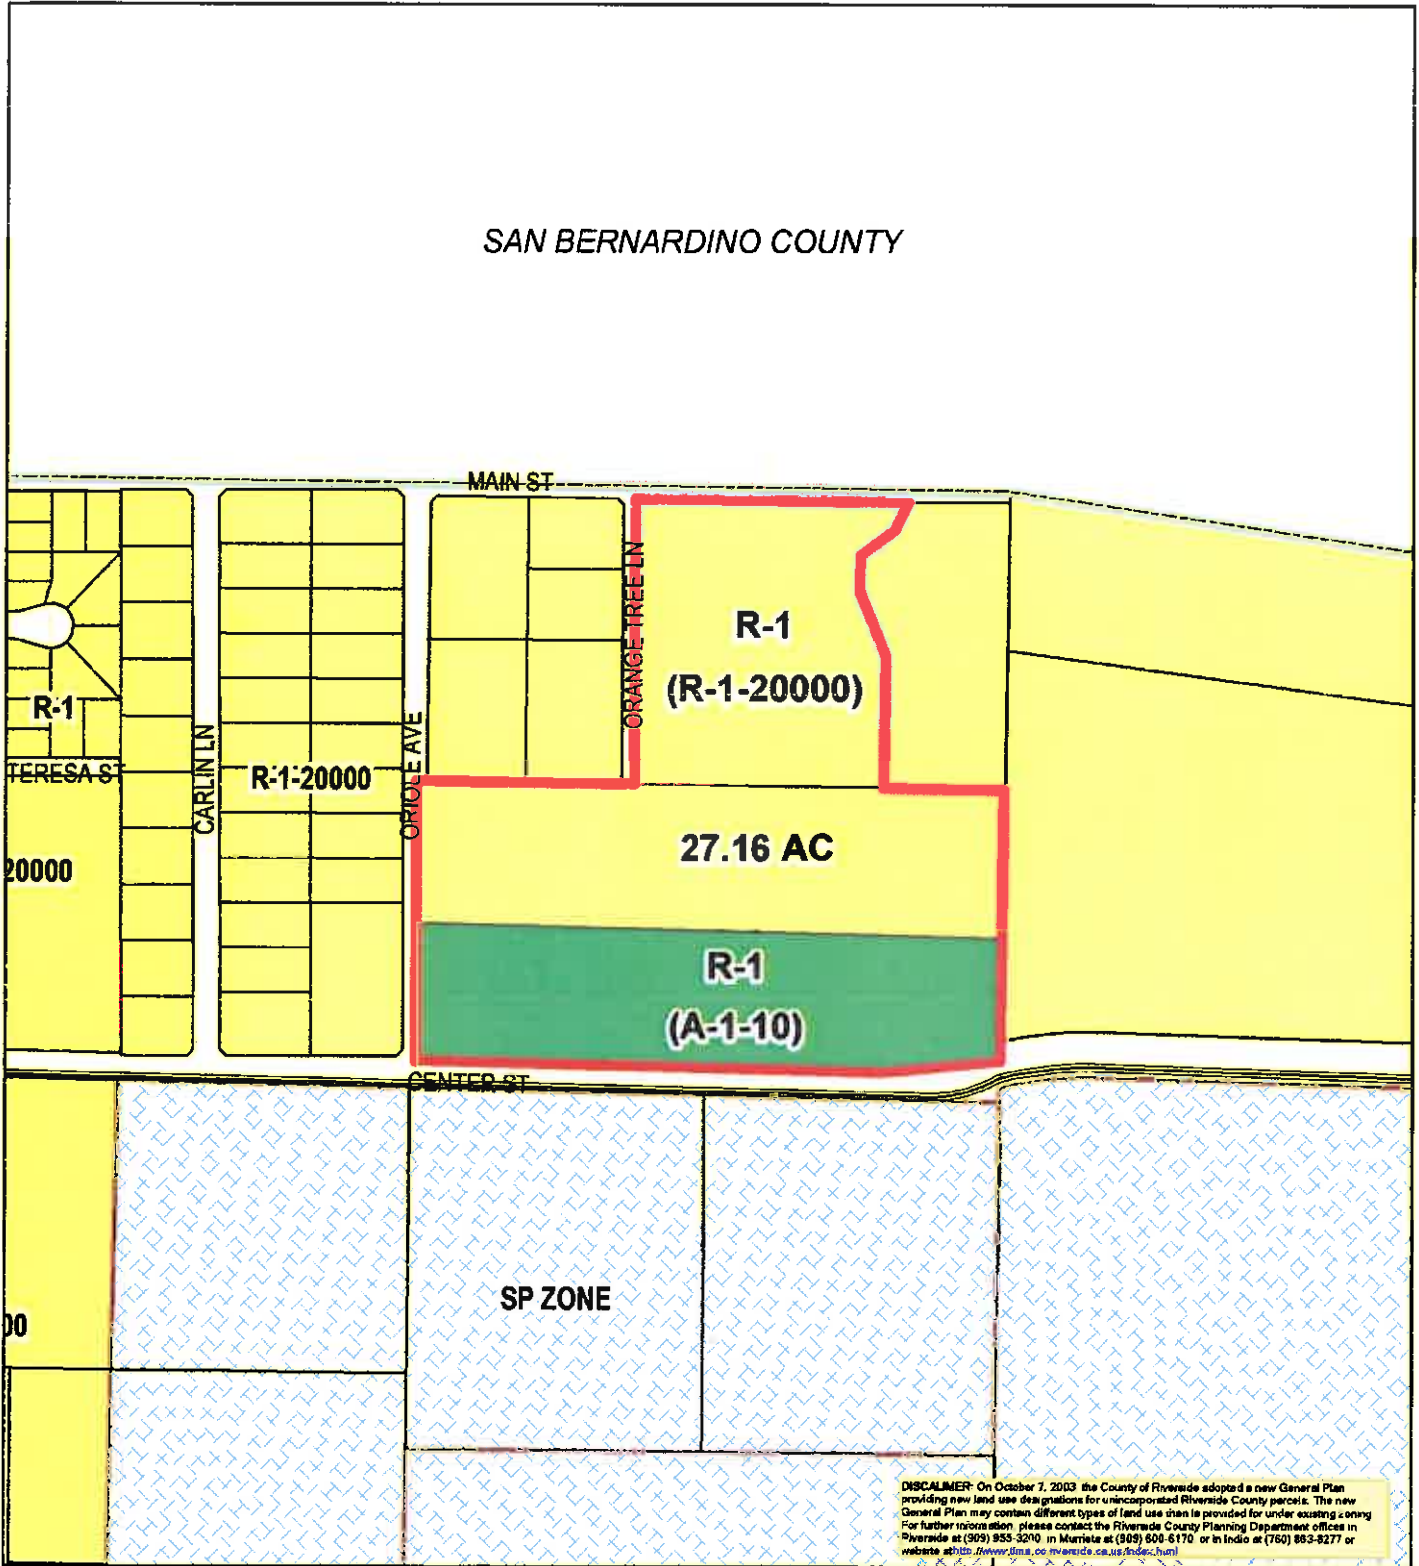 SAN BERNARDINO COUNTY
MAIN ST
ORANGE TREE LN
R-1
(R-1-20000)
R-1
TERESA ST
CARLIN LN
R-1-20000
ORIOLE AVE
27.16 AC
20000
R-1
(A-1-10)
CENTER ST
SP ZONE
00
DISCALIMER: On October 7, 2003 the County of Riverside adopted a new General Plan
providing new land use designations for unincorporated Riverside County parcels. The new
General Plan may contain different types of land use than is provided for under existing zoning
For further information, please contact the Riverside County Planning Department offices in
Riverside at (909) 955-3200, in Murrieta at (909) 600-6170, or in Indio at (760) 863-8277 or
website at